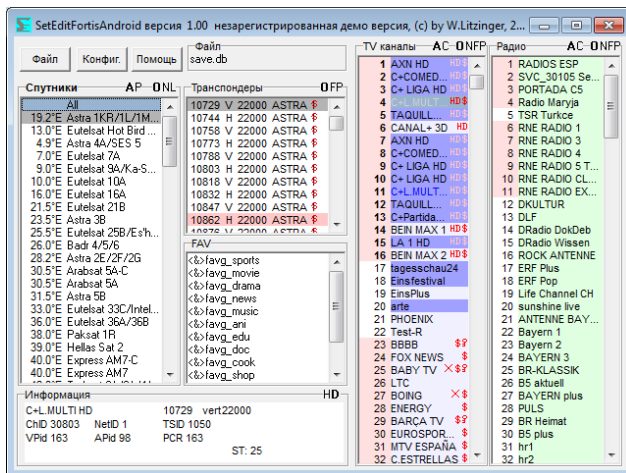 SetEditFortisAndroid версия 1.00 незарегистрированная демо версия, (c) by W.Litzinger, 2...
Файл
Конфиг.
Помощь
Файл
save.db
Спутники AP ONL
All
19.2°E Astra 1KR/1L/1M...
13.0°E Eutelsat Hot Bird ...
4.9°E Astra 4A/SES 5
7.0°E Eutelsat 7A
9.0°E Eutelsat 9A/Ka-S...
10.0°E Eutelsat 10A
16.0°E Eutelsat 16A
21.5°E Eutelsat 21B
23.5°E Astra 3B
25.5°E Eutelsat 25B/Es'h...
26.0°E Badr 4/5/6
28.2°E Astra 2E/2F/2G
30.5°E Arabsat 5A-C
30.5°E Arabsat 5A
31.5°E Astra 5B
33.0°E Eutelsat 33C/Intel...
36.0°E Eutelsat 36A/36B
38.0°E Paksat 1R
39.0°E Hellas Sat 2
40.0°E Express AM7-C
40.0°E Express AM7
Транспондеры OFP
10729 V 22000 ASTRA $
10744 H 22000 ASTRA $
10758 V 22000 ASTRA $
10773 H 22000 ASTRA $
10788 V 22000 ASTRA $
10803 H 22000 ASTRA $
10818 V 22000 ASTRA $
10832 H 22000 ASTRA $
10847 V 22000 ASTRA $
10862 H 22000 ASTRA $
10876 V 22000 ASTRA $
FAV
<&>favg_sports
<&>favg_movie
<&>favg_drama
<&>favg_news
<&>favg_music
<&>favg_ani
<&>favg_edu
<&>favg_doc
<&>favg_cook
<&>favg_shop
TV каналы AC ONFP
1 AXN HD HD$
2 C+COMED... HD$
3 C+ LIGA HD HD$
4 C+L.MULT... HD$
5 TAQUILL... HD$
6 CANAL+ 3D HD
7 AXN HD HD$
8 C+COMED... HD$
9 C+ LIGA HD HD$
10 C+ LIGA HD HD$
11 C+L.MULT... HD$
12 TAQUILL... HD$
13 C+Partida... HD$
14 BEIN MAX 1 HD$
15 LA 1 HD HD$
16 BEIN MAX 2 HD$
17 tagesschau24
18 Einsfestival
19 EinsPlus
20 arte
21 PHOENIX
22 Test-R
23 BBBB $?
24 FOX NEWS $
25 BABY TV X$?
26 LTC
27 BOING X$
28 ENERGY $
29 BARÇA TV $?
30 EUROSPOR... $
31 MTV ESPAÑA $
32 C.ESTRELLAS $
Радио AC ONFP
1 RADIOS ESP
2 SVC_30105 Se...
3 PORTADA C5
4 Radio Maryja
5 TSR Turkce
6 RNE RADIO 1
7 RNE RADIO 3
8 RNE RADIO 4
9 RNE RADIO 5 T...
10 RNE RADIO CL...
11 RNE RADIO EX...
12 DKULTUR
13 DLF
14 DRadio DokDeb
15 DRadio Wissen
16 ROCK ANTENNE
17 ERF Plus
18 ERF Pop
19 Life Channel CH
20 sunshine live
21 ANTENNE BAY...
22 Bayern 1
23 Bayern 2
24 BAYERN 3
25 BR-KLASSIK
26 B5 aktuell
27 BAYERN plus
28 PULS
29 BR Heimat
30 B5 plus
31 hr1
32 hr2
Информация HD
C+L.MULTI HD 10729 vert22000
ChID 30803 NetID 1 TSID 1050
VPid 163 APid 98 PCR 163
ST: 25